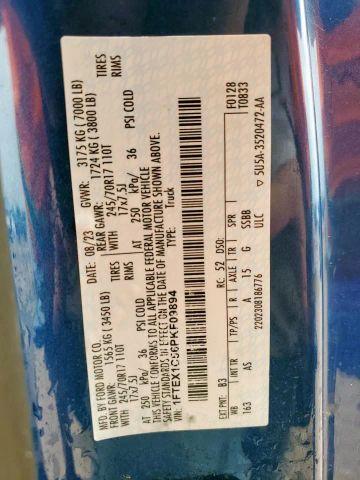 MFD. BY FORD MOTOR CO.
DATE: 08/23 GVWR: 3175 KG ( 7000 LB)
FRONT GAWR: 1565 KG ( 3450 LB) REAR GAWR: 1724 KG ( 3800 LB)
245/70R17 110T WITH 245/70R17 110T TIRES
17x7.5J WITH 17x7.5J RIMS
AT 250 kPa/ 36 PSI COLD AT 250 kPa/ 36 PSI COLD
THIS VEHICLE CONFORMS TO ALL APPLICABLE FEDERAL MOTOR VEHICLE
SAFETY STANDARDS IN EFFECT ON THE DATE OF MANUFACTURE SHOWN ABOVE.
VIN: 1FTEX1C56PKF03894
TYPE: Truck
F0128
T0833
EXT PNT: B3 RC: 52 DSO:
WB INT TR TP/PS R AXLE TR SPR
163 AS A 15 G SSBB
ULC
2202308186776
5U5A-3520472-AA